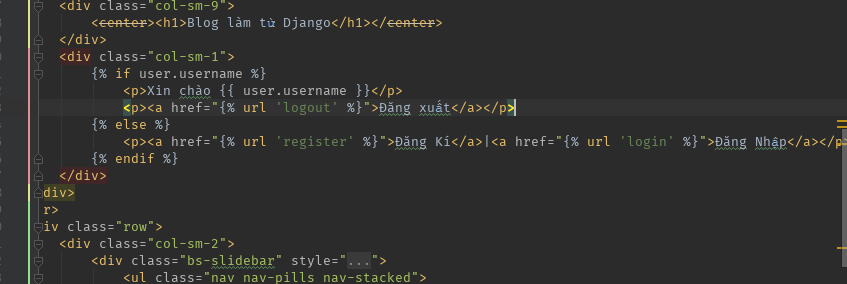 <div class="col-sm-9">
<center><h1>Blog làm từ Django</h1></center>
</div>
<div class="col-sm-1">
{% if user.username %}
<p>Xin chào {{ user.username }}</p>
<p><a href="{% url 'logout' %}">Đăng xuất</a></p>
{% else %}
<p><a href="{% url 'register' %}">Đăng Kí</a>|<a href="{% url 'login' %}">Đăng Nhập</a></p>
{% endif %}
</div>
div>
r>
iv class="row">
<div class="col-sm-2">
<div class="bs-slidebar" style="...">
<ul class="nav nav-pills nav-stacked">